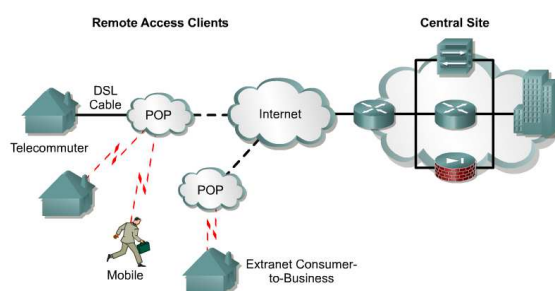 Remote Access Clients
Central Site
DSL
Cable
POP
Internet
Telecommuter
POP
Mobile
Extranet Consumer-
to-Business